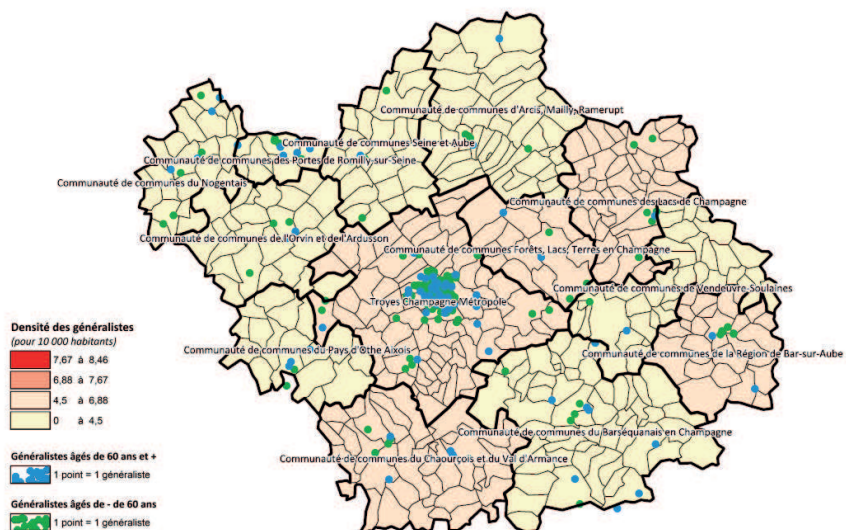 Communauté de communes d'Arcis, Mailly, Ramerupt
Communauté de communes Seine et Aube
Communauté de communes des Portes de Romilly-sur-Seine
Communauté de communes du Nogentais
Communauté de communes des Lacs de Champagne
Communauté de communes de l'Orvin et de l'Ardusson
Communauté de communes Forêts, Lacs, Terres en Champagne
Communauté de communes de Vendeuvre-Soulaines
Troyes Champagne Métropole
Communauté de communes du Pays d'Othe Aixois
Communauté de communes de la Région de Bar-sur-Aube
Communauté de communes du Barséquanais en Champagne
Communauté de communes du Chaourçois et du Val d'Armance
Densité des généralistes
(pour 10 000 habitants)
7,67 à 8,46
6,88 à 7,67
4,5 à 6,88
0 à 4,5
Généralistes âgés de 60 ans et +
1 point = 1 généraliste
Généralistes âgés de - de 60 ans
1 point = 1 généraliste